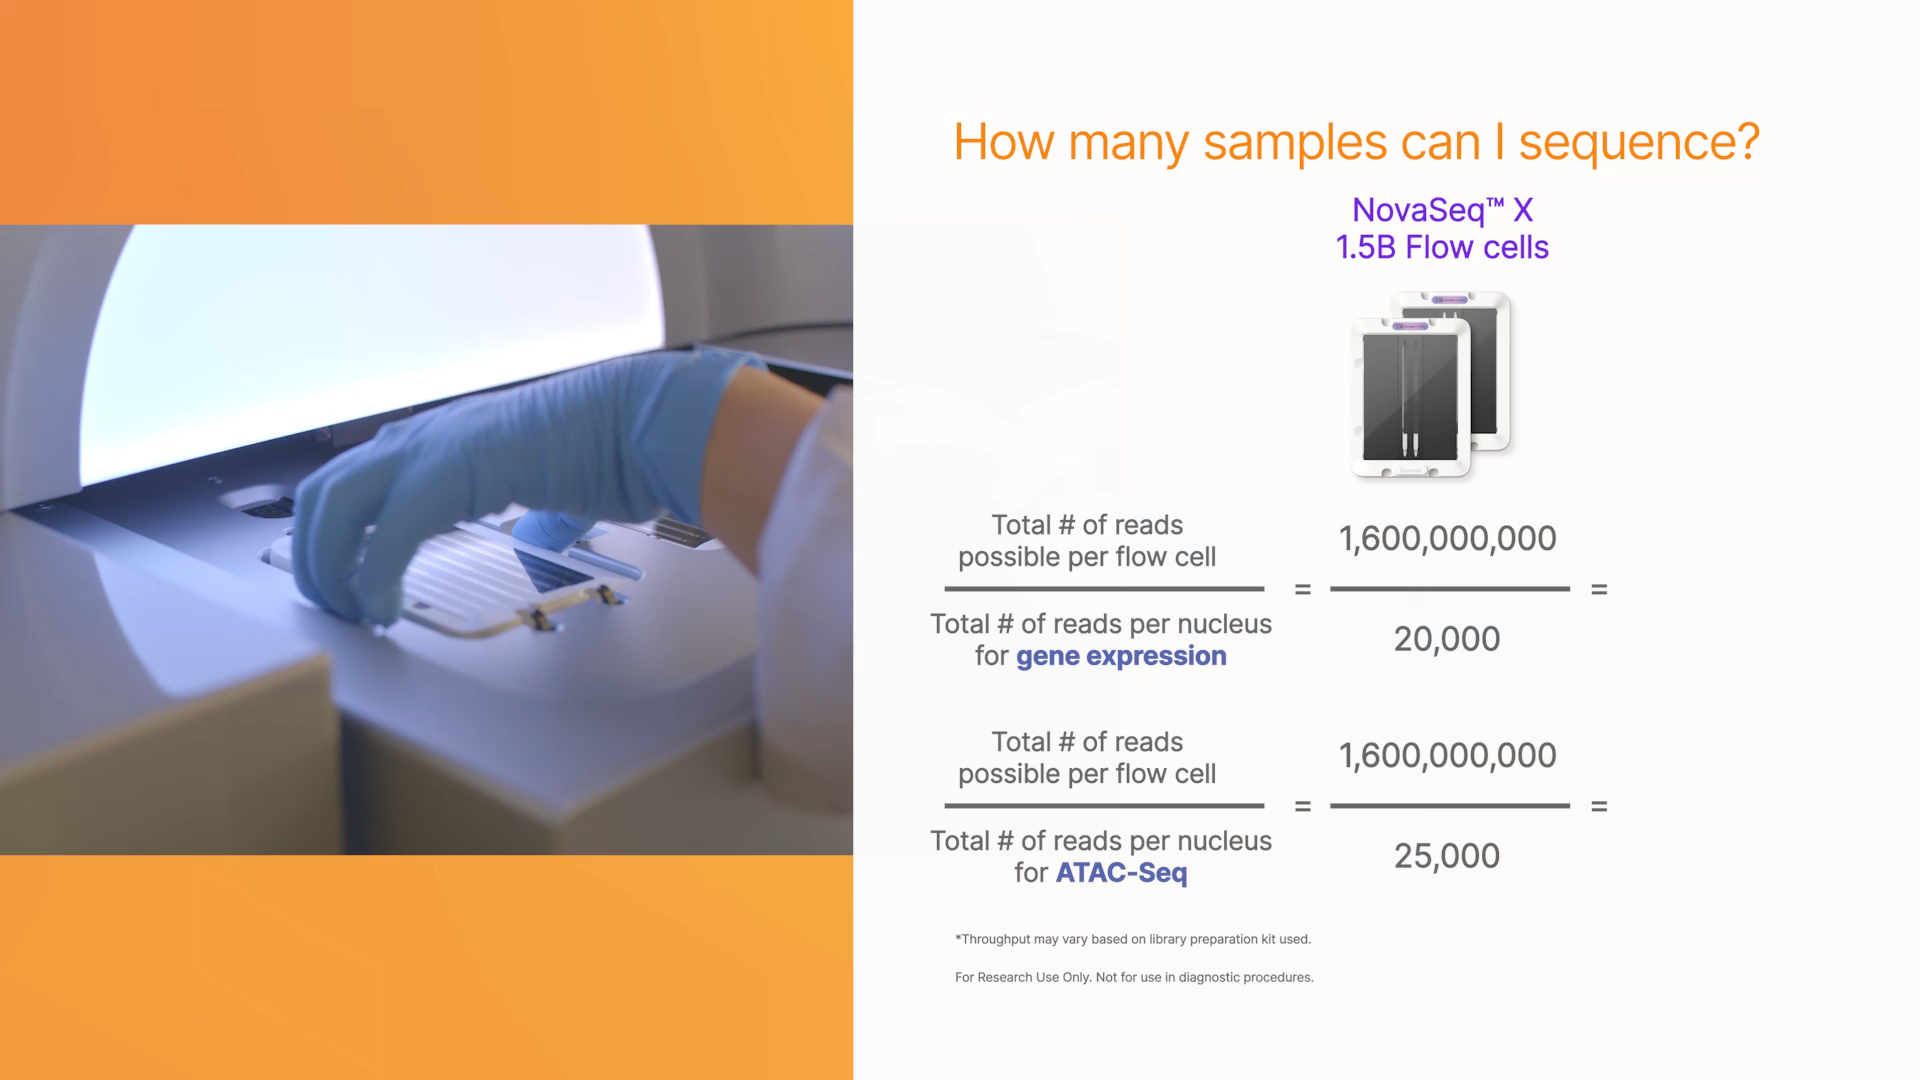 How many samples can I sequence?
NovaSeq™ X
1.5B Flow cells
Total # of reads
possible per flow cell
=
1,600,000,000
=
Total # of reads per nucleus
for gene expression
20,000
Total # of reads
possible per flow cell
=
1,600,000,000
=
Total # of reads per nucleus
for ATAC-Seq
25,000
*Throughput may vary based on library preparation kit used.
For Research Use Only. Not for use in diagnostic procedures.